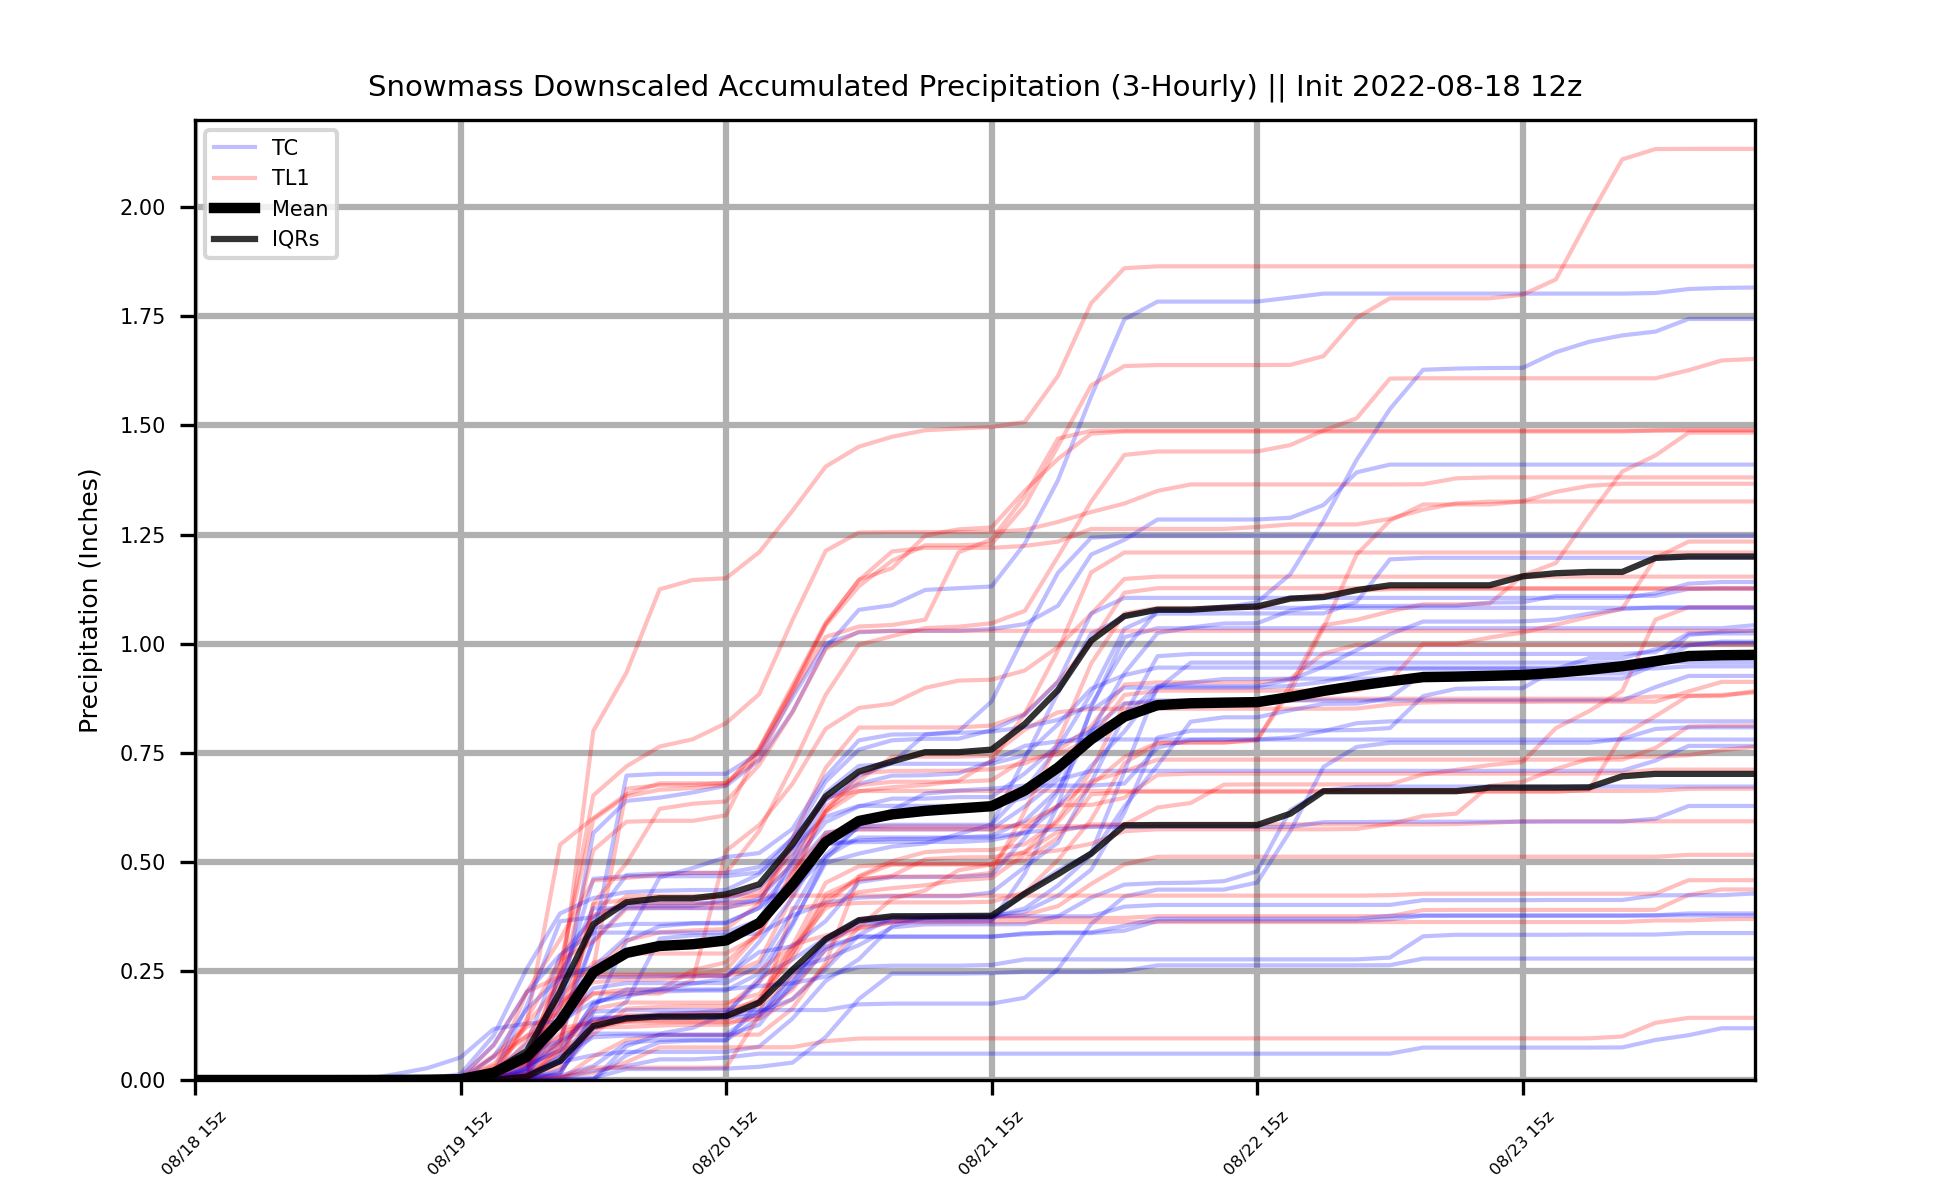 Snowmass Downscaled Accumulated Precipitation (3-Hourly) || Init 2022-08-18 12z
TC
TL1
Mean
IQRs
Precipitation (Inches)
2.00
1.75
1.50
1.25
1.00
0.75
0.50
0.25
0.00
08/18 15z
08/19 15z
08/20 15z
08/21 15z
08/22 15z
08/23 15z